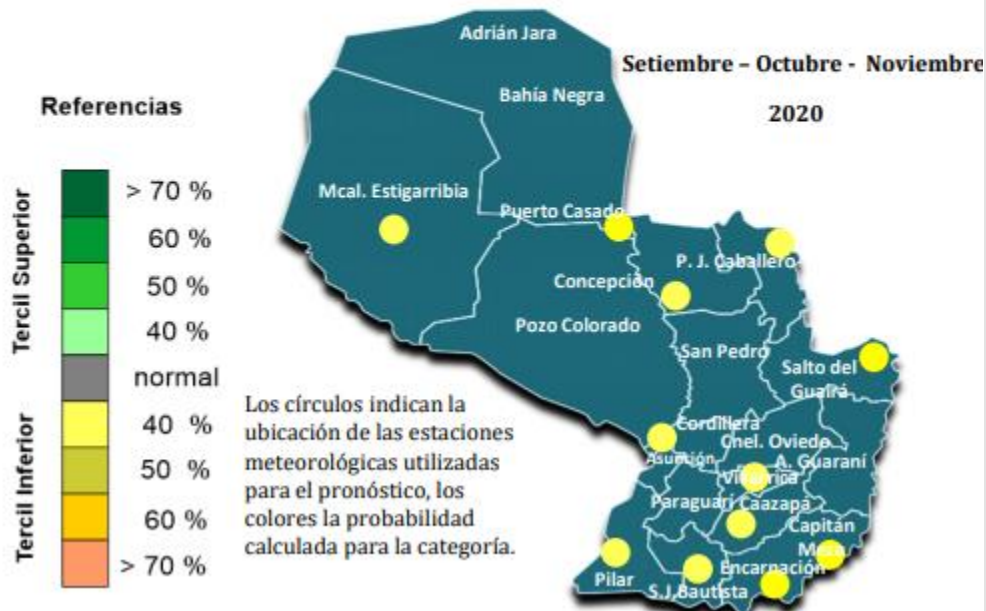 Adrián Jara
Setiembre – Octubre - Noviembre
2020
Bahía Negra
Referencias
Tercil Superior
> 70 %
60 %
50 %
40 %
normal
Tercil Inferior
40 %
50 %
60 %
> 70 %
Mcal. Estigarribia
Puerto Casado
P. J. Caballero
Concepción
Pozo Colorado
San Pedro
Salto del
Guairá
Los círculos indican la
ubicación de las estaciones
meteorológicas utilizadas
para el pronóstico, los
colores la probabilidad
calculada para la categoría.
Cordillera
Cnel. Oviedo
Asunción
A. Guaraní
Villarrica
Paraguarí
Caazapá
Capitán
Meza
Encarnación
Pilar
S.J.Bautista